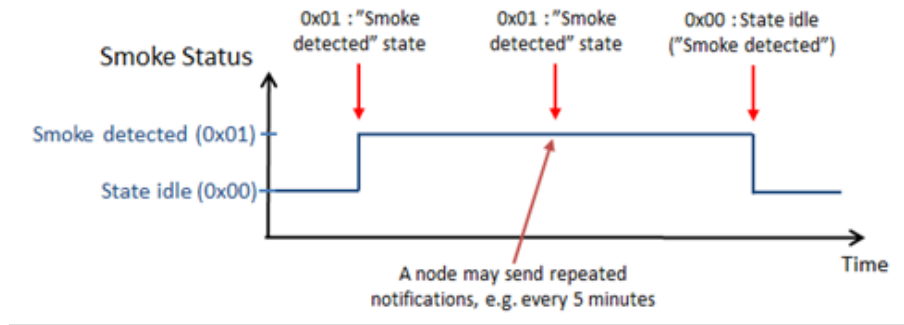 0x01 : ”Smoke
detected” state
0x01 : ”Smoke
detected” state
0x00 : State idle
(”Smoke detected”)
Smoke Status
Smoke detected (0x01)
State idle (0x00)
Time
A node may send repeated
notifications, e.g. every 5 minutes